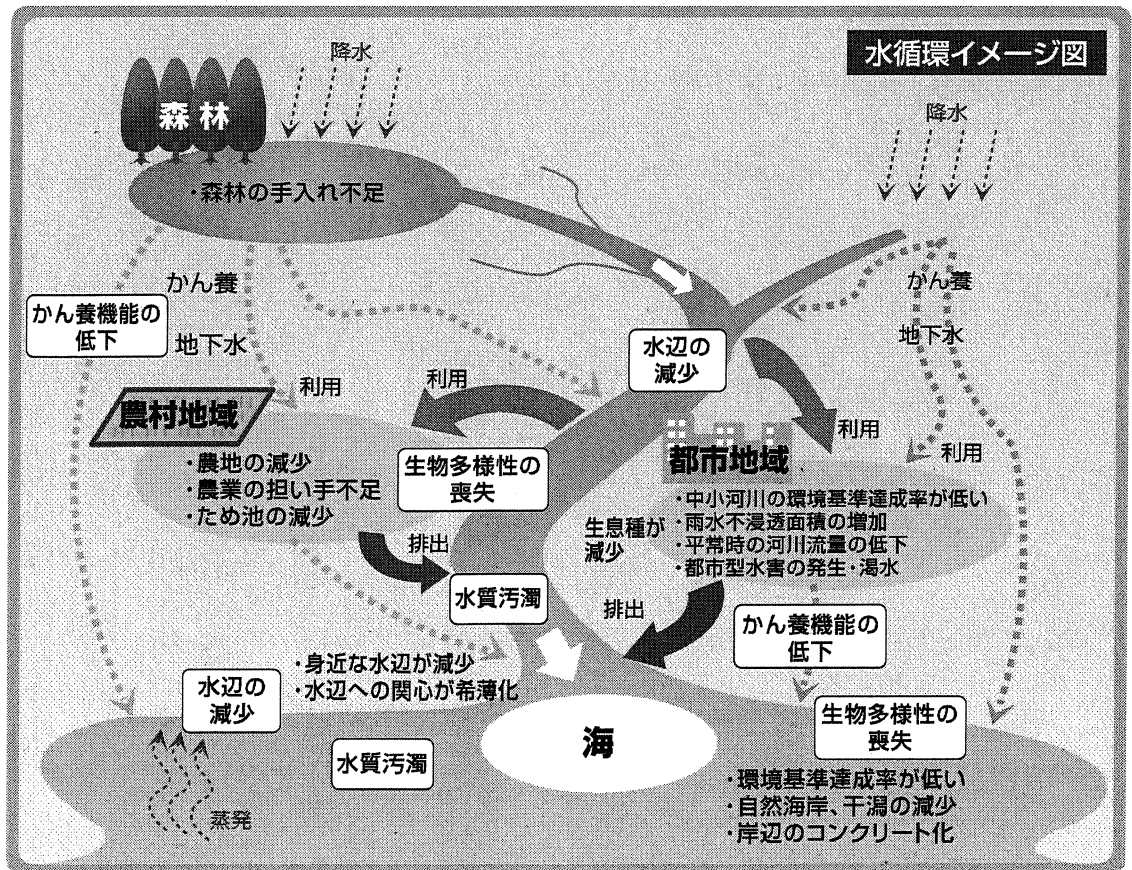 水循環イメージ図
降水
森林
降水
・森林の手入れ不足
かん養
かん養機能の
低下
地下水
かん養
地下水
水辺の
減少
利用
利用
利用
利用
農村地域
・農地の減少
・農業の担い手不足
・ため池の減少
生物多様性の
喪失
都市地域
・中小河川の環境基準達成率が低い
・雨水不浸透面積の増加
・平常時の河川流量の低下
・都市型水害の発生・渇水
生息種が
減少
排出
水質汚濁
排出
かん養機能の
低下
・身近な水辺が減少
・水辺への関心が希薄化
水辺の
減少
水質汚濁
海
生物多様性の
喪失
・環境基準達成率が低い
・自然海岸、干潟の減少
・岸辺のコンクリート化
蒸発